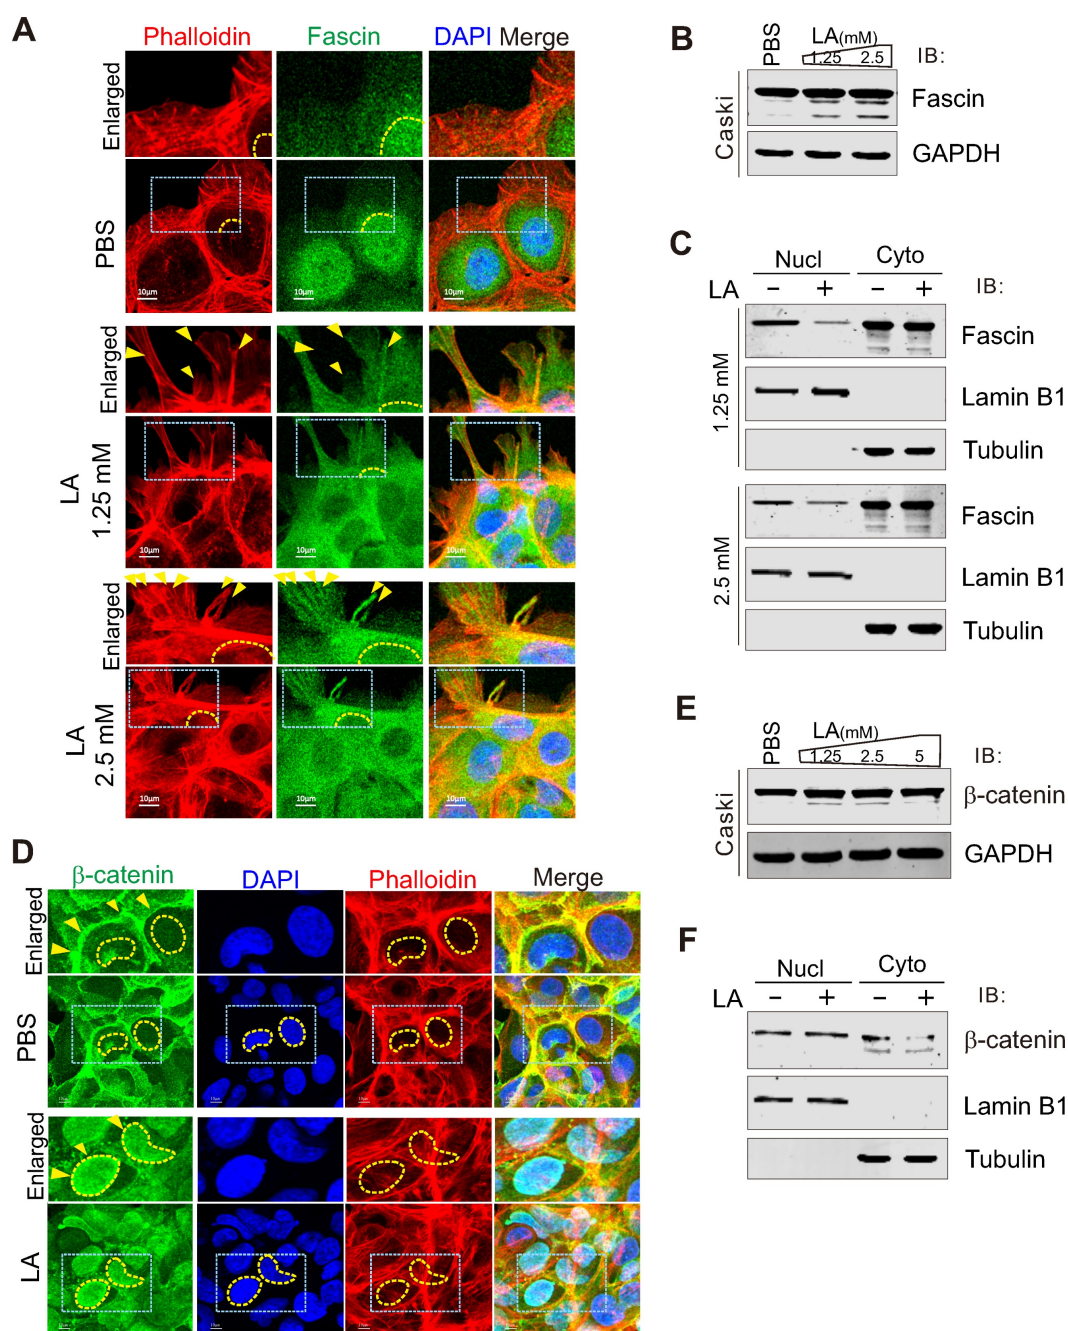 A
Phalloidin Fascin DAPI Merge
Enlarged
PBS
10μm 10μm 10μm
Enlarged
LA
1.25 mM
10μm 10μm 10μm
Enlarged
LA
2.5 mM
10μm 10μm 10μm
B
PBS LA(mM)
1.25 2.5 IB:
Caski
Fascin
GAPDH
C
Nucl Cyto
LA − + − + IB:
1.25 mM
Fascin
Lamin B1
Tubulin
2.5 mM
Fascin
Lamin B1
Tubulin
D
β-catenin DAPI Phalloidin Merge
Enlarged
PBS
Enlarged
LA
E
PBS LA(mM)
1.25 2.5 5 IB:
Caski
β-catenin
GAPDH
F
Nucl Cyto
LA − + − + IB:
β-catenin
Lamin B1
Tubulin